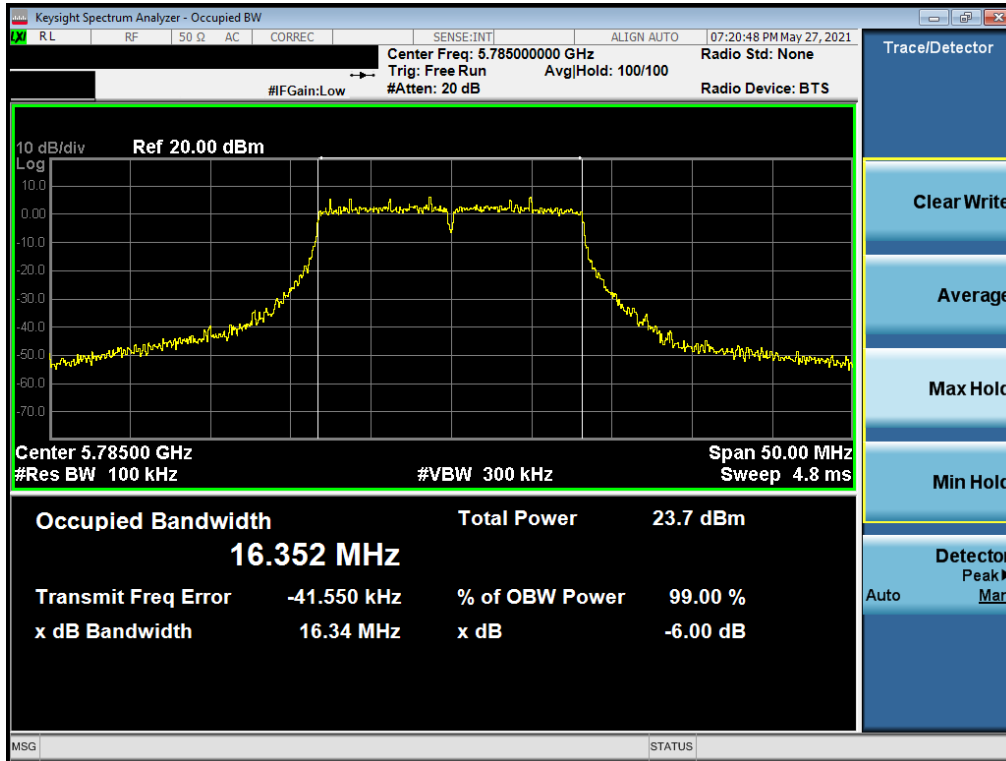 Keysight Spectrum Analyzer - Occupied BW
LXI RL RF 50 Ω AC CORREC SENSE:INT ALIGN AUTO 07:20:48 PM May 27, 2021
Center Freq: 5.785000000 GHz Radio Std: None
Trig: Free Run Avg|Hold: 100/100
#IFGain:Low #Atten: 20 dB Radio Device: BTS
10 dB/div Ref 20.00 dBm
Log
10.0
0.00
-10.0
-20.0
-30.0
-40.0
-50.0
-60.0
-70.0
Center 5.78500 GHz Span 50.00 MHz
#Res BW 100 kHz #VBW 300 kHz Sweep 4.8 ms
Occupied Bandwidth Total Power 23.7 dBm
16.352 MHz
Transmit Freq Error -41.550 kHz % of OBW Power 99.00 %
x dB Bandwidth 16.34 MHz x dB -6.00 dB
MSG STATUS
Trace/Detector
Clear Write
Average
Max Hold
Min Hold
Detector
Peak
Auto Man